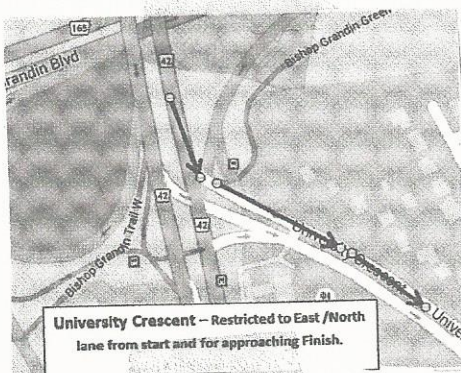 165
Grandin Blvd
42
Bishop Grandin Green
42
42
Bishop Grandin Trail W
University Crescent
Unive
University Crescent – Restricted to East /North
lane from start and for approaching Finish.